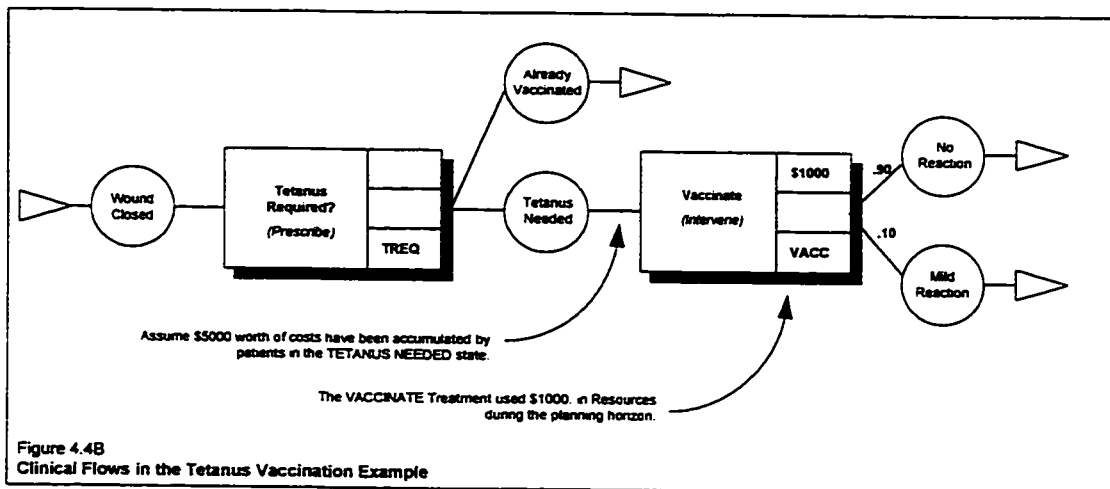 Already
Vaccinated
Wound
Closed
Tetanus
Required?
(Prescribe)
TREQ
Tetanus
Needed
Vaccinate
(Intervene)
$1000
VACC
.90
No
Reaction
.10
Mild
Reaction
Assume $5000 worth of costs have been accumulated by
patients in the TETANUS NEEDED state.
The VACCINATE Treatment used $1000. in Resources
during the planning horizon.
Figure 4.4B
Clinical Flows in the Tetanus Vaccination Example